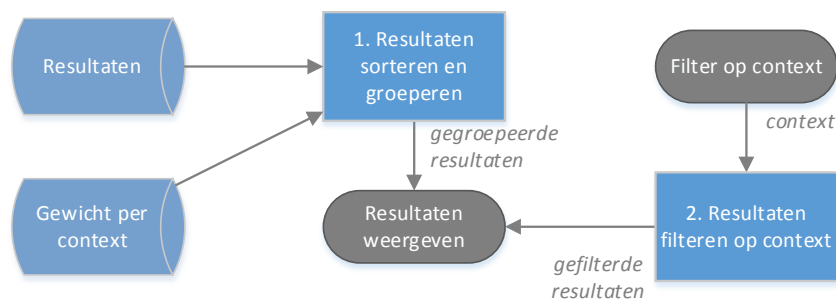 Resultaten
1. Resultaten
sorteren en
groeperen
Filter op context
gegroepeerde
resultaten
context
Gewicht per
context
Resultaten
weergeven
2. Resultaten
filteren op context
gefilterde
resultaten